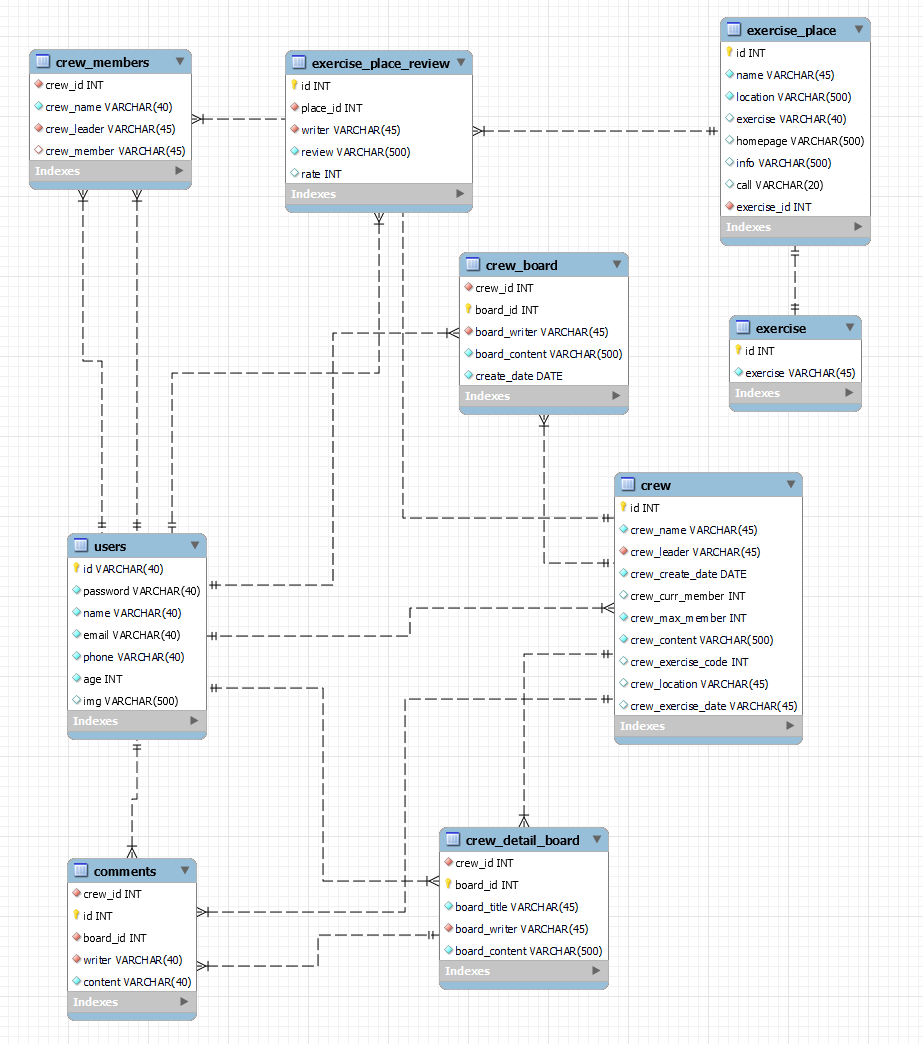 crew_members
crew_id INT
crew_name VARCHAR(40)
crew_leader VARCHAR(45)
crew_member VARCHAR(45)
Indexes
exercise_place_review
id INT
place_id INT
writer VARCHAR(45)
review VARCHAR(500)
rate INT
Indexes
exercise_place
id INT
name VARCHAR(45)
location VARCHAR(500)
exercise VARCHAR(40)
homepage VARCHAR(500)
info VARCHAR(500)
call VARCHAR(20)
exercise_id INT
Indexes
crew_board
crew_id INT
board_id INT
board_writer VARCHAR(45)
board_content VARCHAR(500)
create_date DATE
Indexes
exercise
id INT
exercise VARCHAR(45)
Indexes
crew
id INT
crew_name VARCHAR(45)
crew_leader VARCHAR(45)
crew_create_date DATE
crew_curr_member INT
crew_max_member INT
crew_content VARCHAR(500)
crew_exercise_code INT
crew_location VARCHAR(45)
crew_exercise_date VARCHAR(45)
Indexes
users
id VARCHAR(40)
password VARCHAR(40)
name VARCHAR(40)
email VARCHAR(40)
phone VARCHAR(40)
age INT
img VARCHAR(500)
Indexes
comments
crew_id INT
id INT
board_id INT
writer VARCHAR(40)
content VARCHAR(40)
Indexes
crew_detail_board
crew_id INT
board_id INT
board_title VARCHAR(45)
board_writer VARCHAR(45)
board_content VARCHAR(500)
Indexes